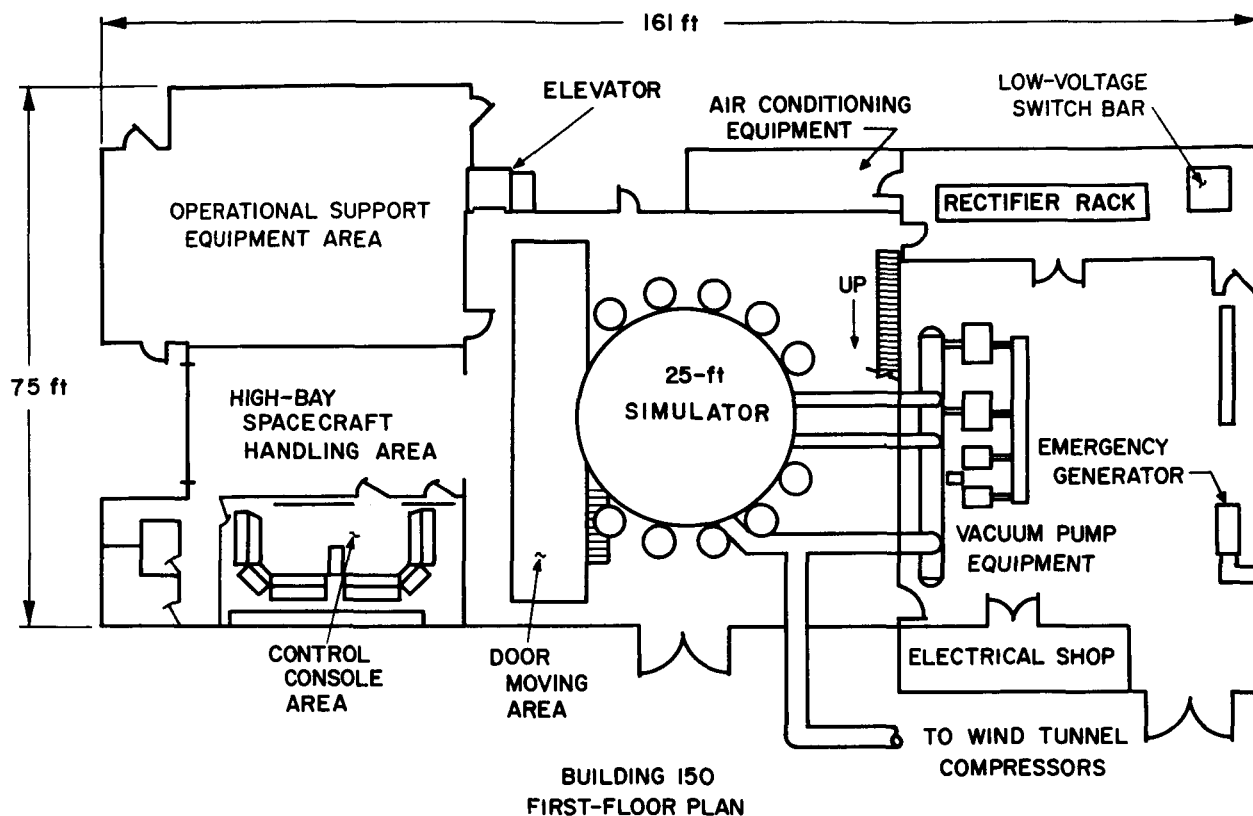 161 ft
ELEVATOR
AIR CONDITIONING
EQUIPMENT
LOW-VOLTAGE
SWITCH BAR
OPERATIONAL SUPPORT
EQUIPMENT AREA
RECTIFIER RACK
UP
75 ft
25-ft
SIMULATOR
HIGH-BAY
SPACECRAFT
HANDLING AREA
EMERGENCY
GENERATOR
VACUUM PUMP
EQUIPMENT
CONTROL
CONSOLE
AREA
DOOR
MOVING
AREA
ELECTRICAL SHOP
TO WIND TUNNEL
COMPRESSORS
BUILDING 150
FIRST-FLOOR PLAN